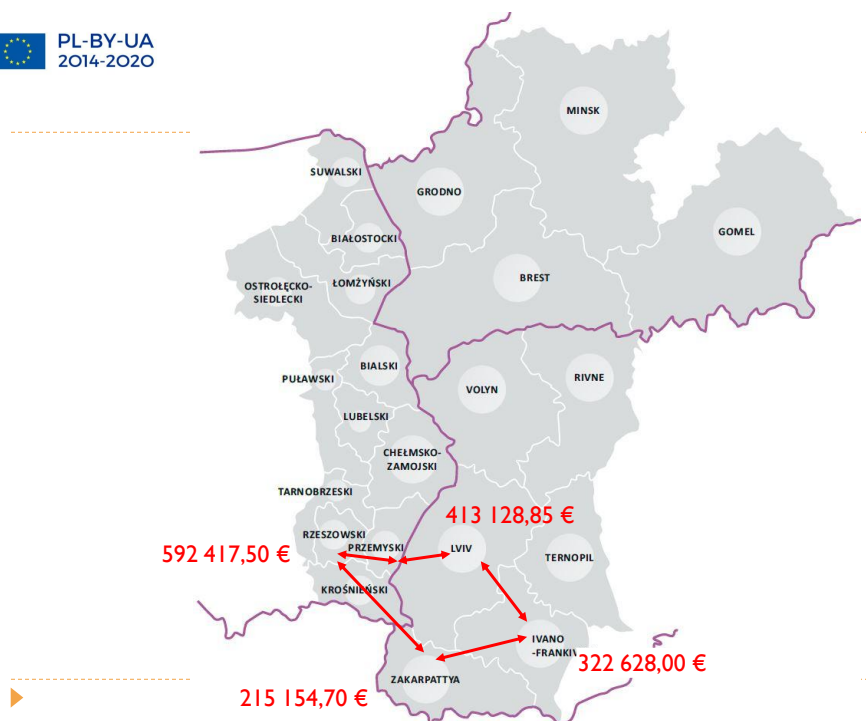 PL-BY-UA
2014-2020
MINSK
SUWALSKI
GRODNO
GOMEL
BIAŁOSTOCKI
BREST
ŁOMŻYŃSKI
OSTROŁĘCKO-
SIEDLECKI
BIALSKI
PUŁAWSKI
RIVNE
VOLYN
LUBELSKI
CHEŁMSKO-
ZAMOJSKI
TARNOBRZESKI
413 128,85 €
RZESZOWSKI
PRZEMYSKI
LVIV
592 417,50 €
TERNOPIL
KROŚNIEŃSKI
IVANO
-FRANKIV
322 628,00 €
ZAKARPATTYA
215 154,70 €